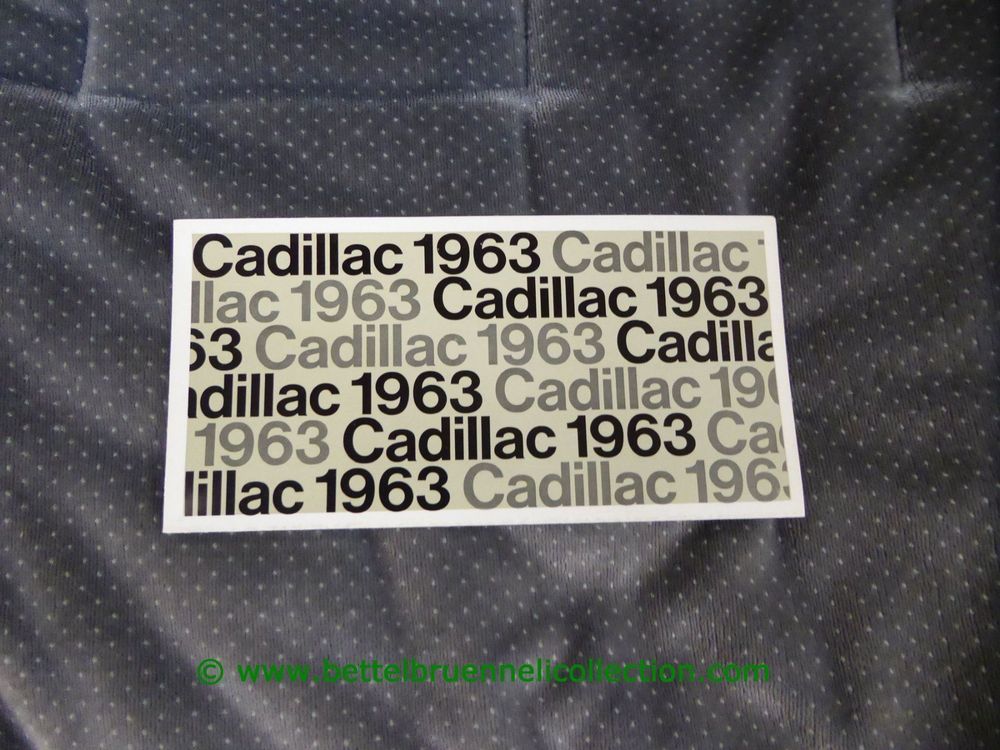 Cadillac 1963 Cadillac
llac 1963 Cadillac 1963
63 Cadillac 1963 Cadilla
adillac 1963 Cadillac 19
1963 Cadillac 1963 Ca
dillac 1963 Cadillac 196
© www.bettelbruennelicollection.com